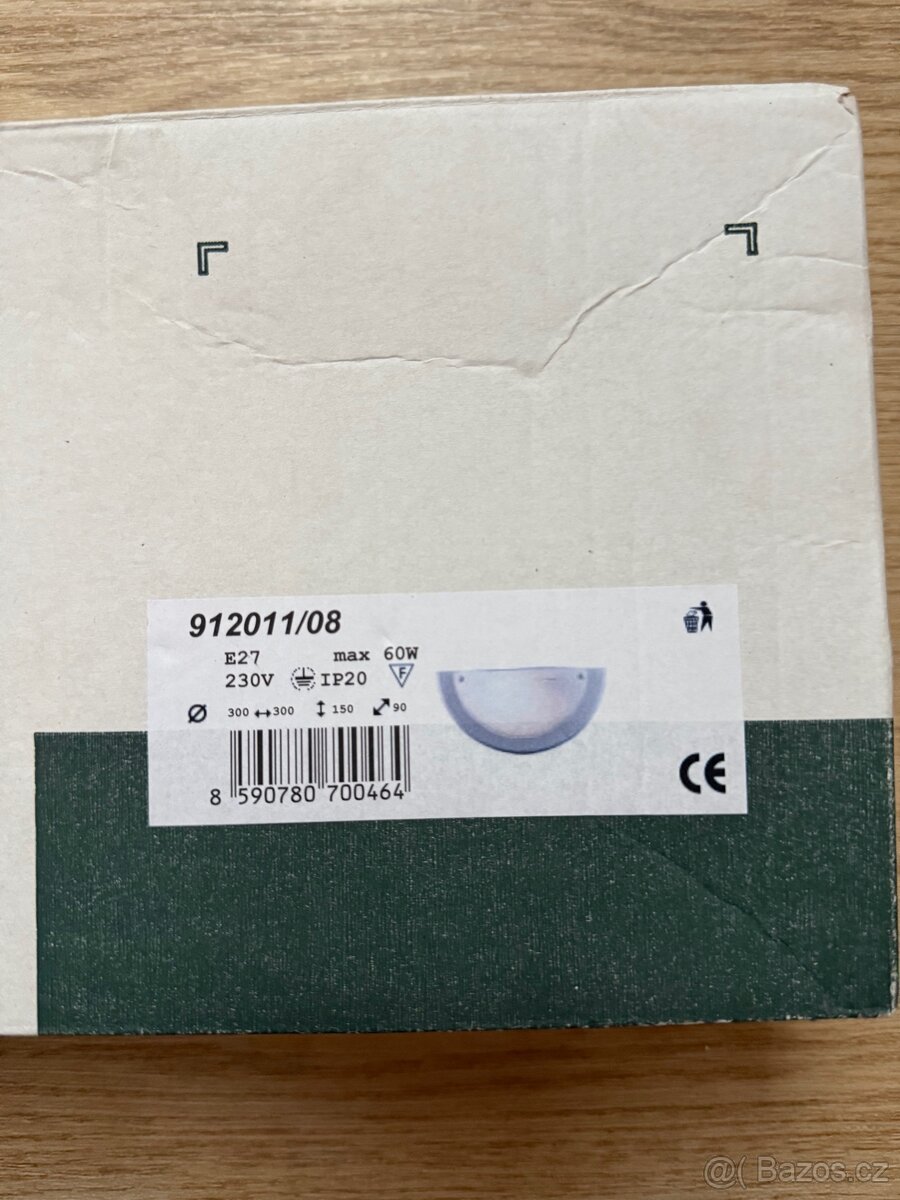 912011/08
E27 max 60W
230V IP20 F
Ø 300 ↔300 ↕ 150 ⤢ 90
8 590780 700464
CE
@( Bazos.cz